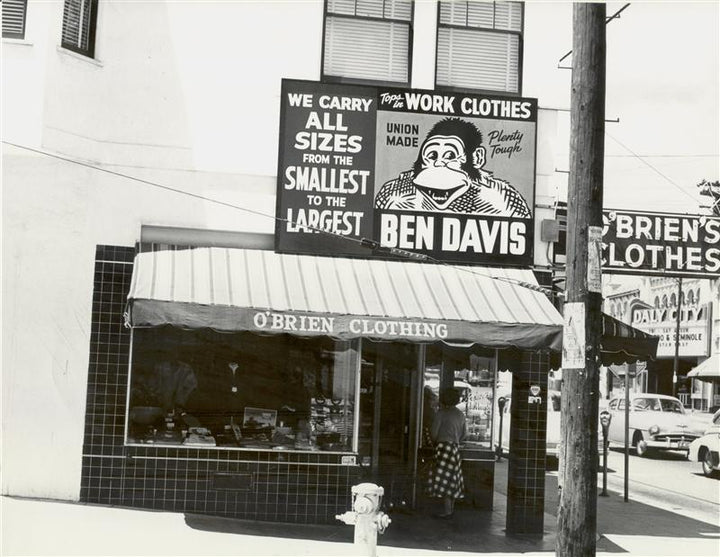 WE CARRY
ALL
SIZES
FROM THE
SMALLEST
TO THE
LARGEST
Tops in WORK CLOTHES
UNION
MADE
Plenty
Tough
BEN DAVIS
O'BRIEN'S
CLOTHES
O'BRIEN CLOTHING
DALY CITY
SEMINOLE